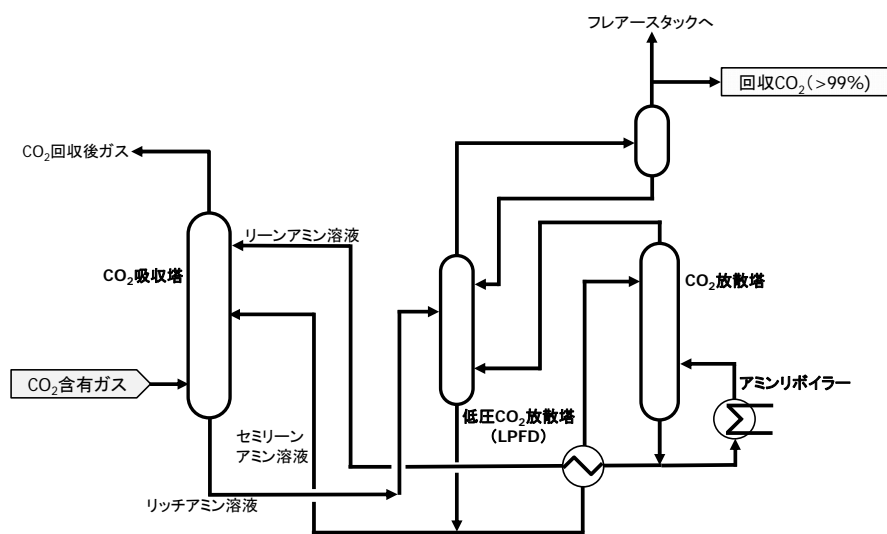 フレアースタックへ
回収CO2(>99%)
CO2回収後ガス
リーンアミン溶液
CO2吸収塔
CO2放散塔
CO2含有ガス
アミンリボイラー
低圧CO2放散塔
(LPFD)
セミリーン
アミン溶液
リッチアミン溶液